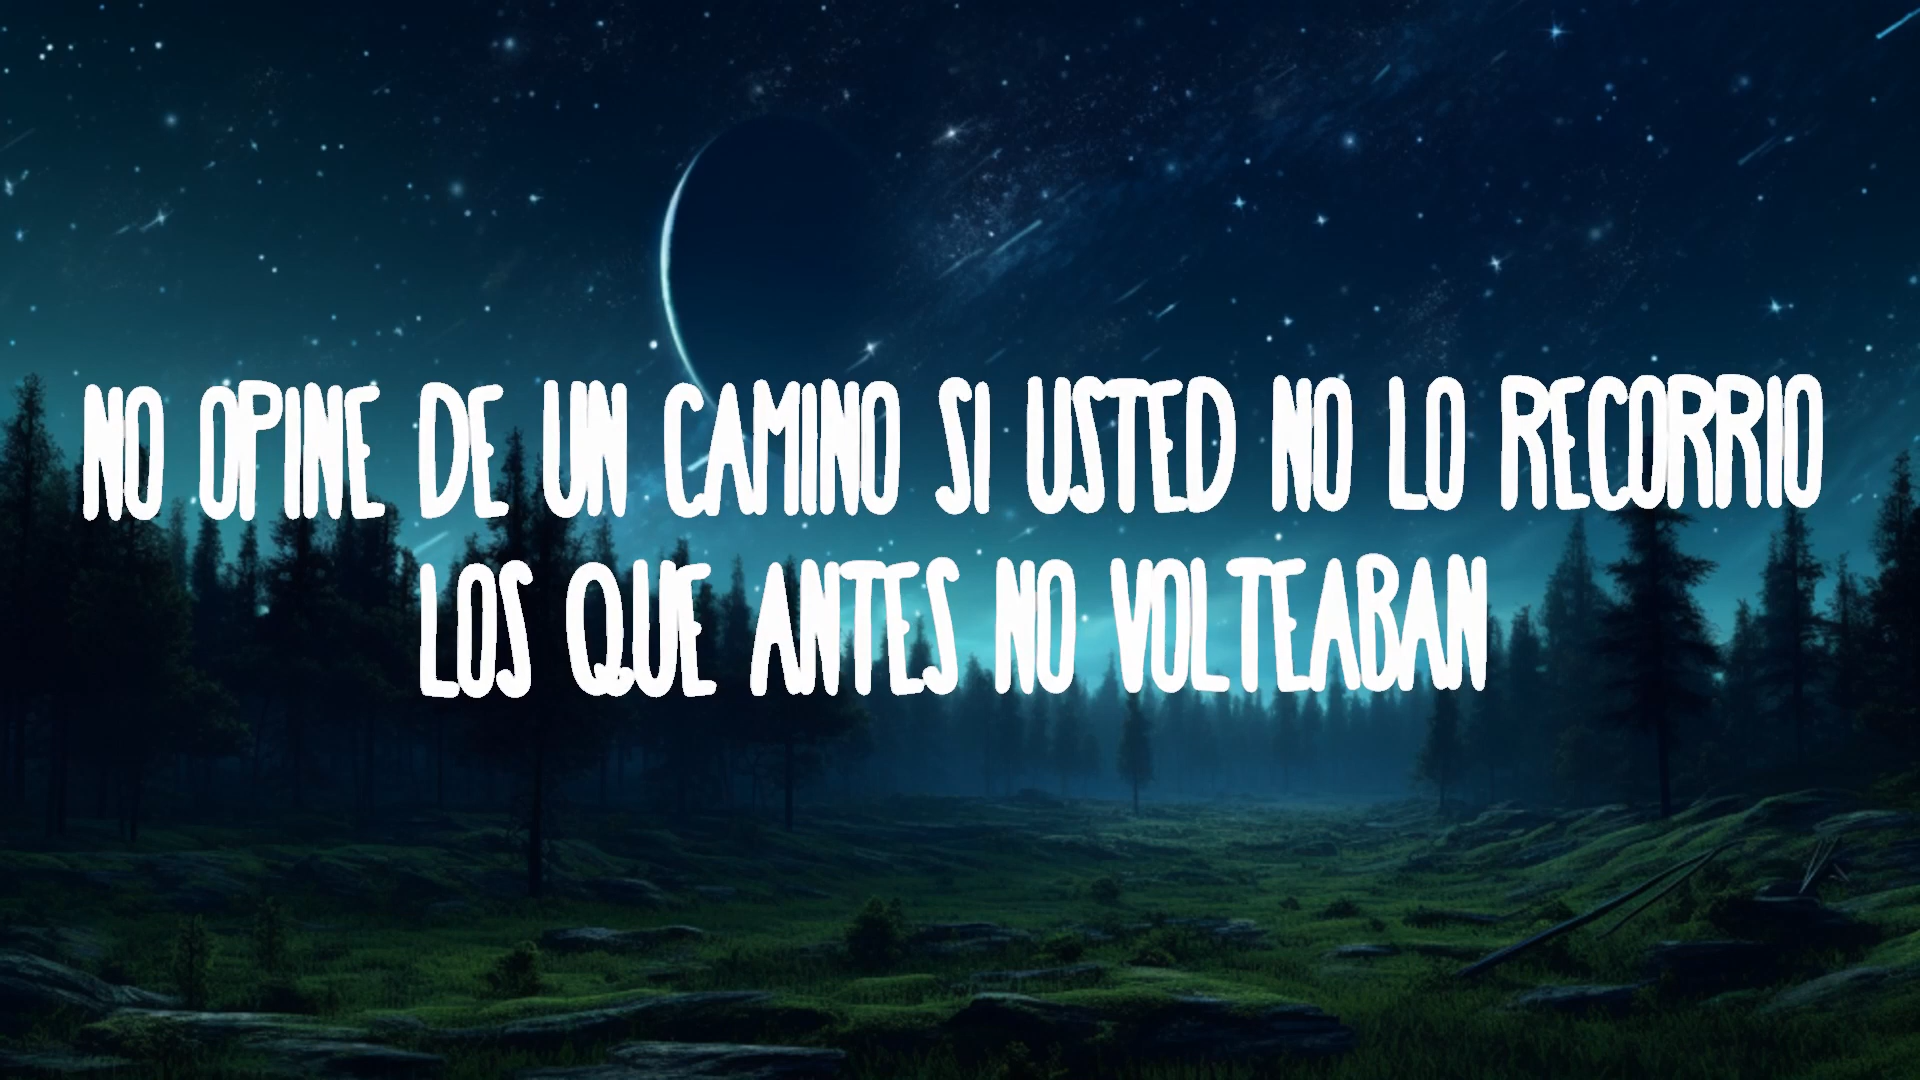 NO OPINE DE UN CAMINO SI USTED NO LO RECORRIO
LOS QUE ANTES NO VOLTEABAN